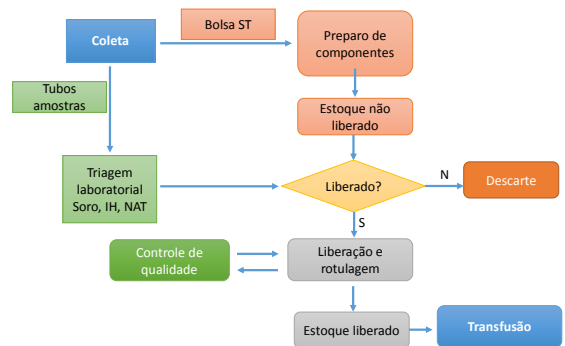 Bolsa ST
Coleta
Preparo de
componentes
Tubos
amostras
Estoque não
liberado
Triagem
laboratorial
Soro, IH, NAT
Liberado?
N
Descarte
S
Controle de
qualidade
Liberação e
rotulagem
Estoque liberado
Transfusão